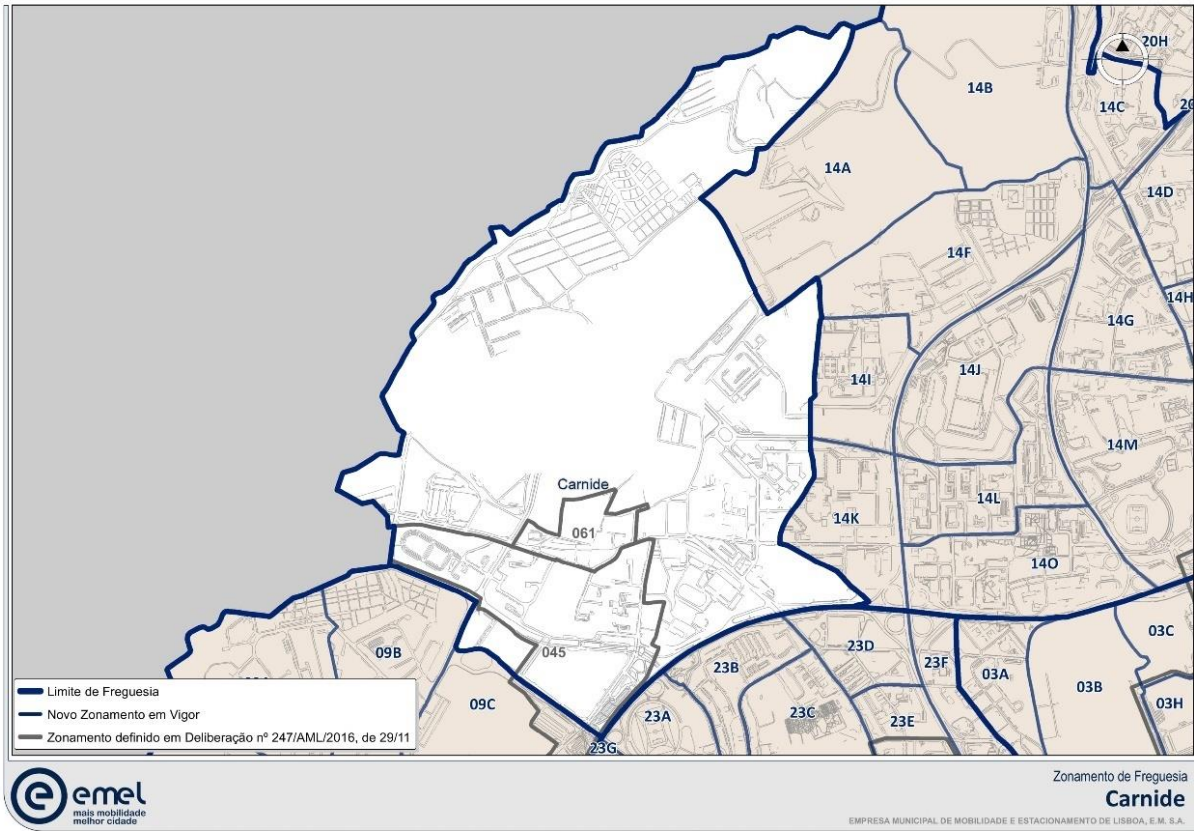 20H
14B
14C
14A
14D
14F
14H
14G
14J
14I
14M
Carnide
14L
14K
061
14O
03C
23D
045
09B
23B
23F
03A
03B
09C
03H
23A
23C
23E
23G
Limite de Freguesia
Novo Zonamento em Vigor
Zonamento definido em Deliberação nº 247/AML/2016, de 29/11
e emel
mais mobilidade
melhor cidade
Zonamento de Freguesia
Carnide
EMPRESA MUNICIPAL DE MOBILIDADE E ESTACIONAMENTO DE LISBOA, E.M. S.A.